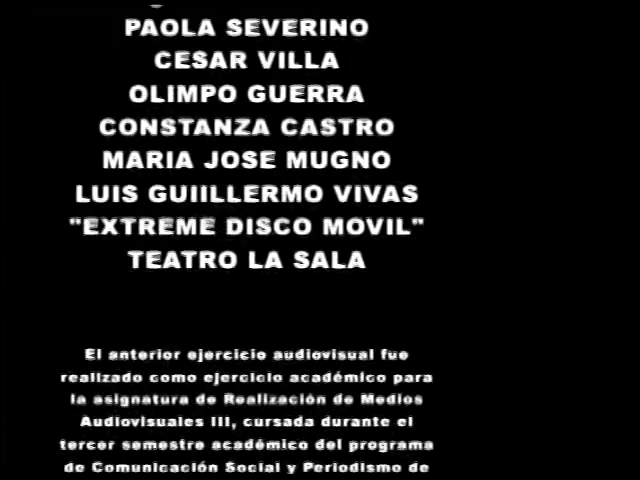 PAOLA SEVERINO
CESAR VILLA
OLIMPO GUERRA
CONSTANZA CASTRO
MARIA JOSE MUGNO
LUIS GUIILLERMO VIVAS
"EXTREME DISCO MOVIL"
TEATRO LA SALA
El anterior ejercicio audiovisual fue
realizado como ejercicio académico para
la asignatura de Realización de Medios
Audiovisuales III, cursada durante el
tercer semestre académico del programa
de Comunicación Social y Periodismo de